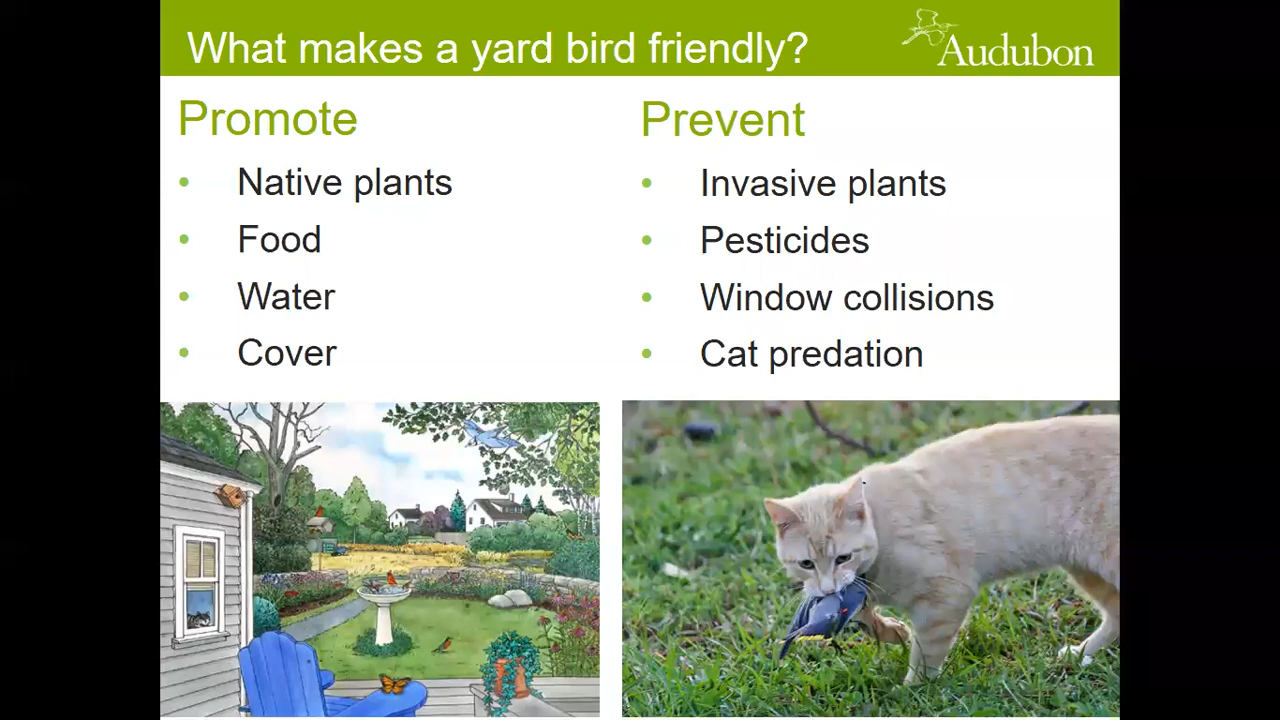 What makes a yard bird friendly?
Audubon
Promote
• Native plants
• Food
• Water
• Cover
Prevent
• Invasive plants
• Pesticides
• Window collisions
• Cat predation